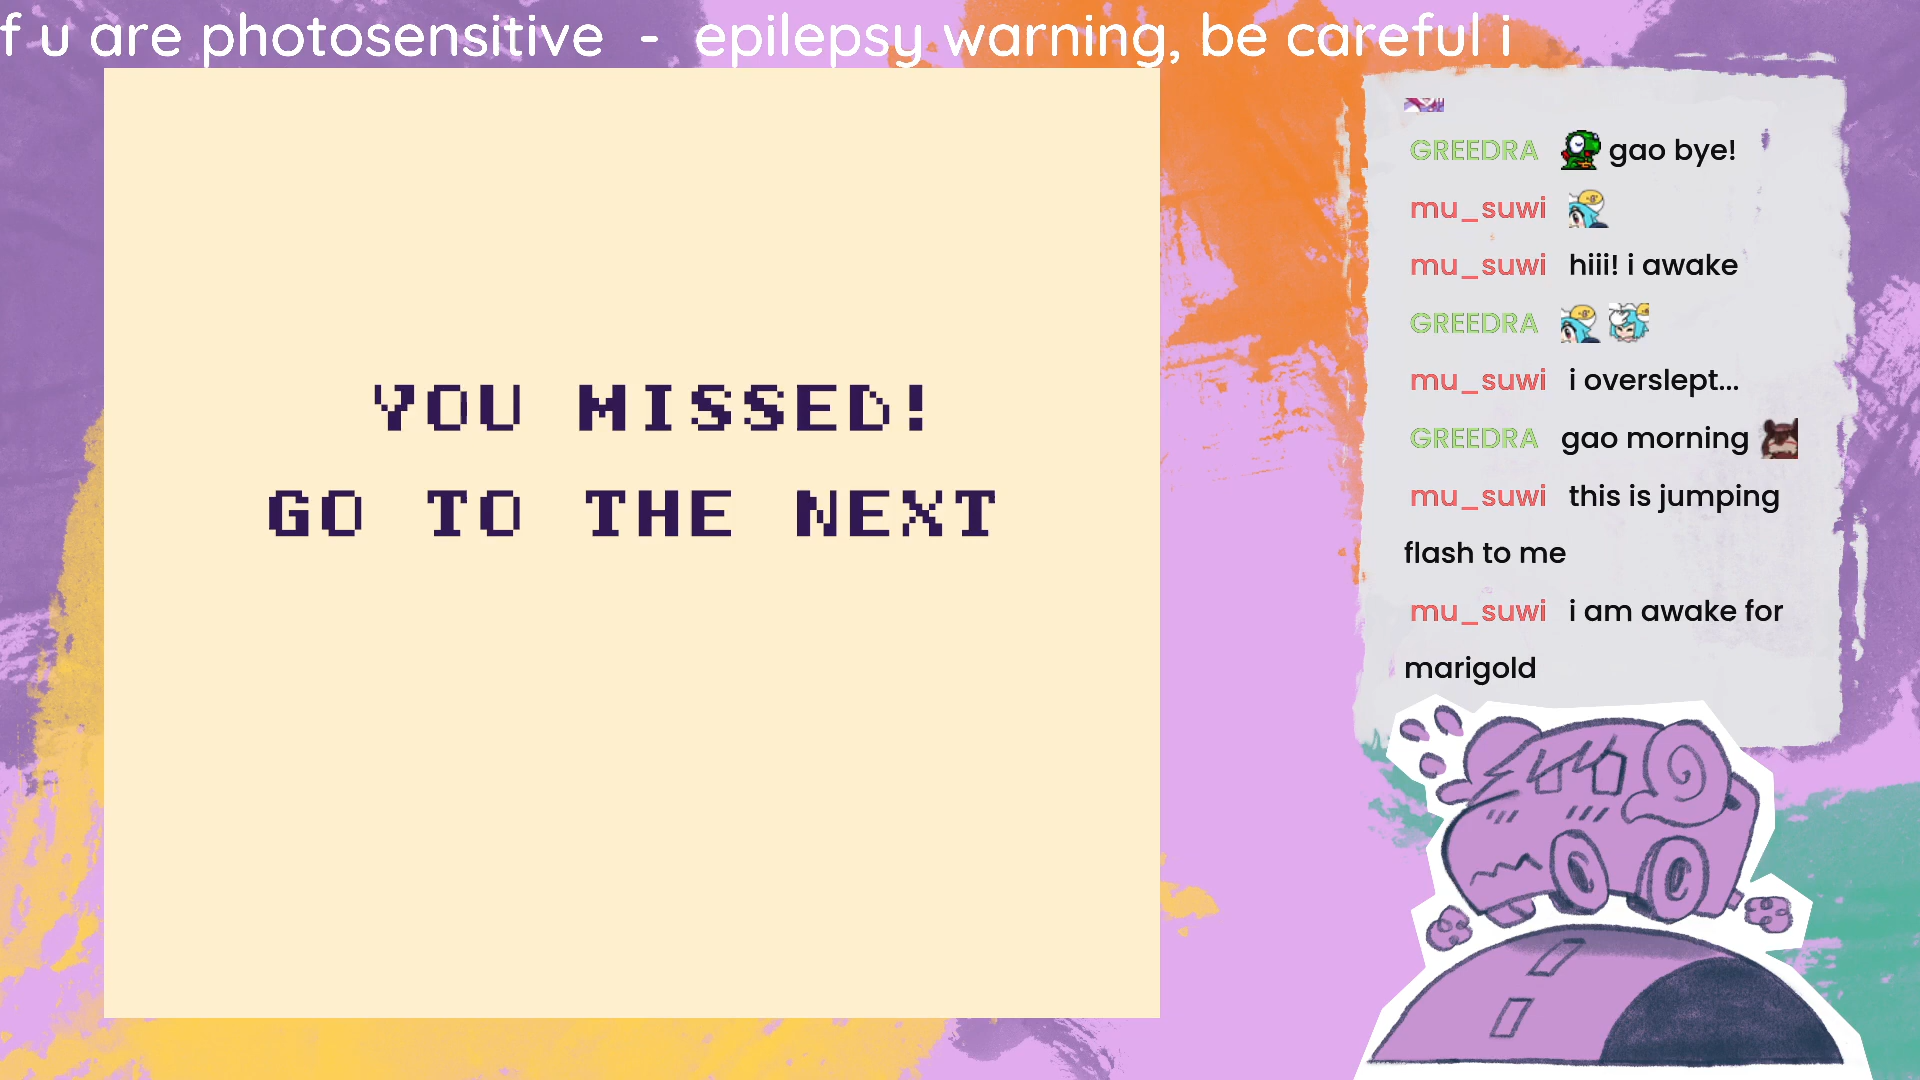 f u are photosensitive - epilepsy warning, be careful i
YOU MISSED!
GO TO THE NEXT
GREEDRA gao bye!
mu_suwi
mu_suwi hiii! i awake
GREEDRA
mu_suwi i overslept...
GREEDRA gao morning
mu_suwi this is jumping
flash to me
mu_suwi i am awake for
marigold